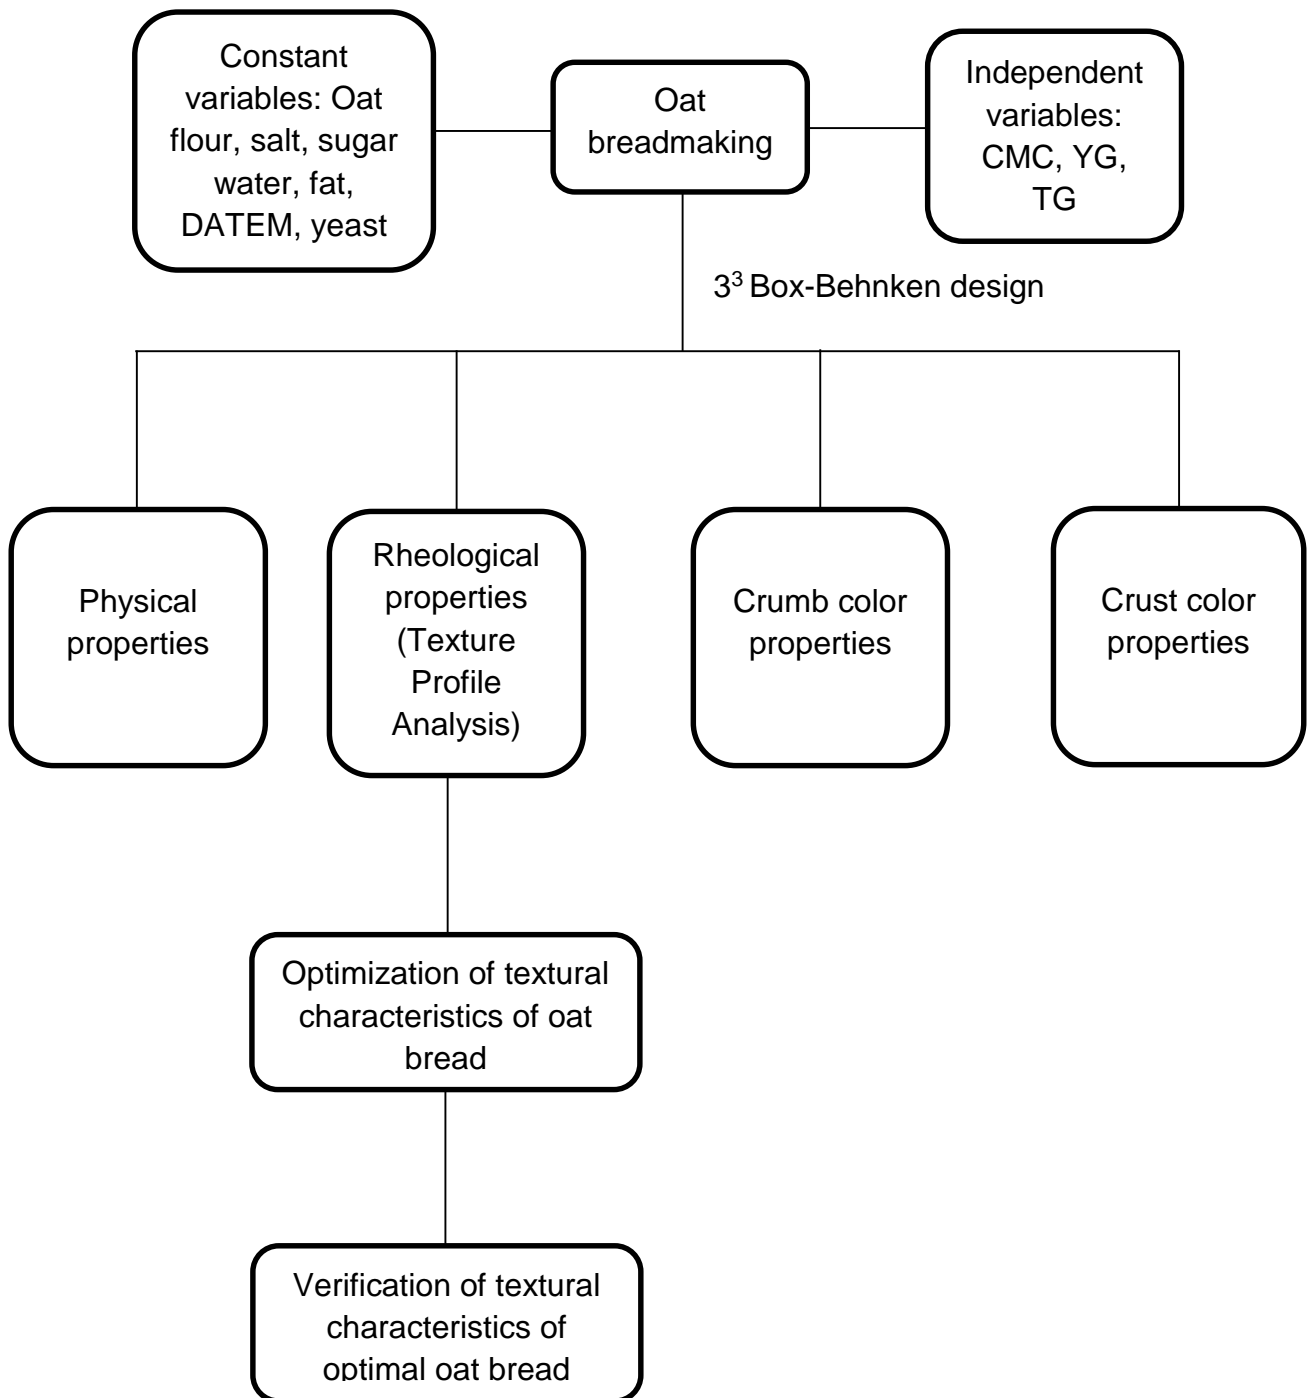 Constant
variables: Oat
flour, salt, sugar
water, fat,
DATEM, yeast
Oat
breadmaking
Independent
variables:
CMC, YG,
TG
3³ Box-Behnken design
Physical
properties
Rheological
properties
(Texture
Profile
Analysis)
Crumb color
properties
Crust color
properties
Optimization of textural
characteristics of oat
bread
Verification of textural
characteristics of
optimal oat bread